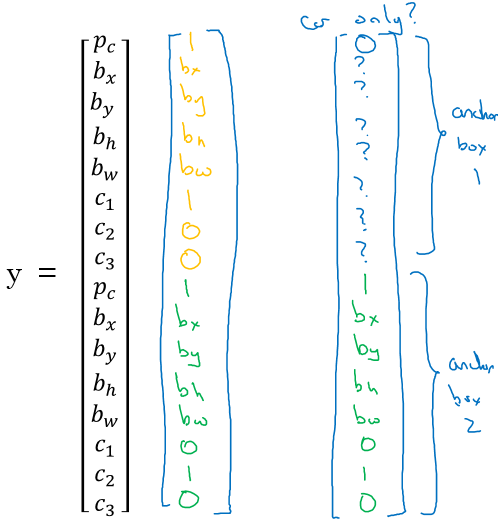 car only?
p_c 1 0
b_x bx ?
b_y by ?
b_h bh ?
b_w bw ?
c_1 1 ?
c_2 0 ?
c_3 0 ?
anchor
box
1
y =
p_c 1 1
b_x bx bx
b_y by by
b_h bh bh
b_w bw bw
c_1 0 0
c_2 1 1
c_3 0 0
anchor
box
2